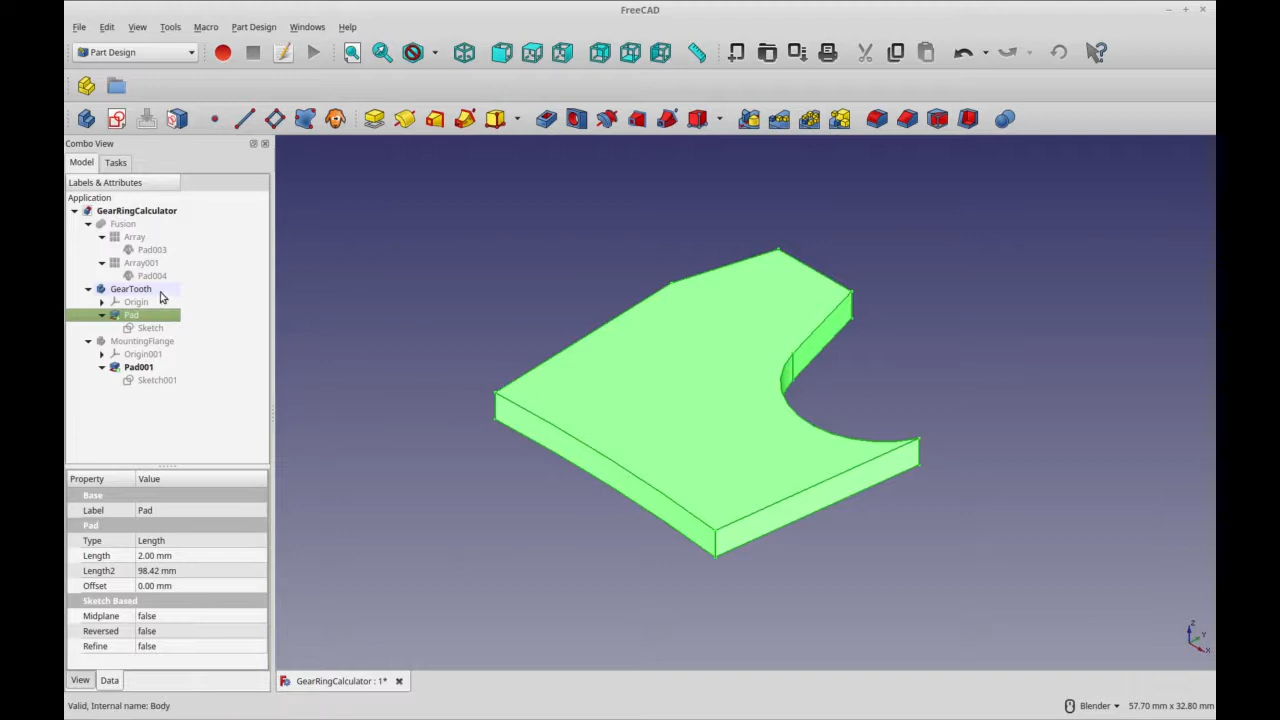 FreeCAD
File Edit View Tools Macro Part Design Windows Help
Part Design
Combo View
Model Tasks
Labels & Attributes
Application
GearRingCalculator
Fusion
Array
Pad003
Array001
Pad004
GearTooth
Origin
Pad
Sketch
MountingFlange
Origin001
Pad001
Sketch001
Property Value
Base
Label Pad
Pad
Type Length
Length 2.00 mm
Length2 98.42 mm
Offset 0.00 mm
Sketch Based
Midplane false
Reversed false
Refine false
Z
Y
X
View Data
GearRingCalculator : 1*
Valid, Internal name: Body
Blender 57.70 mm x 32.80 mm